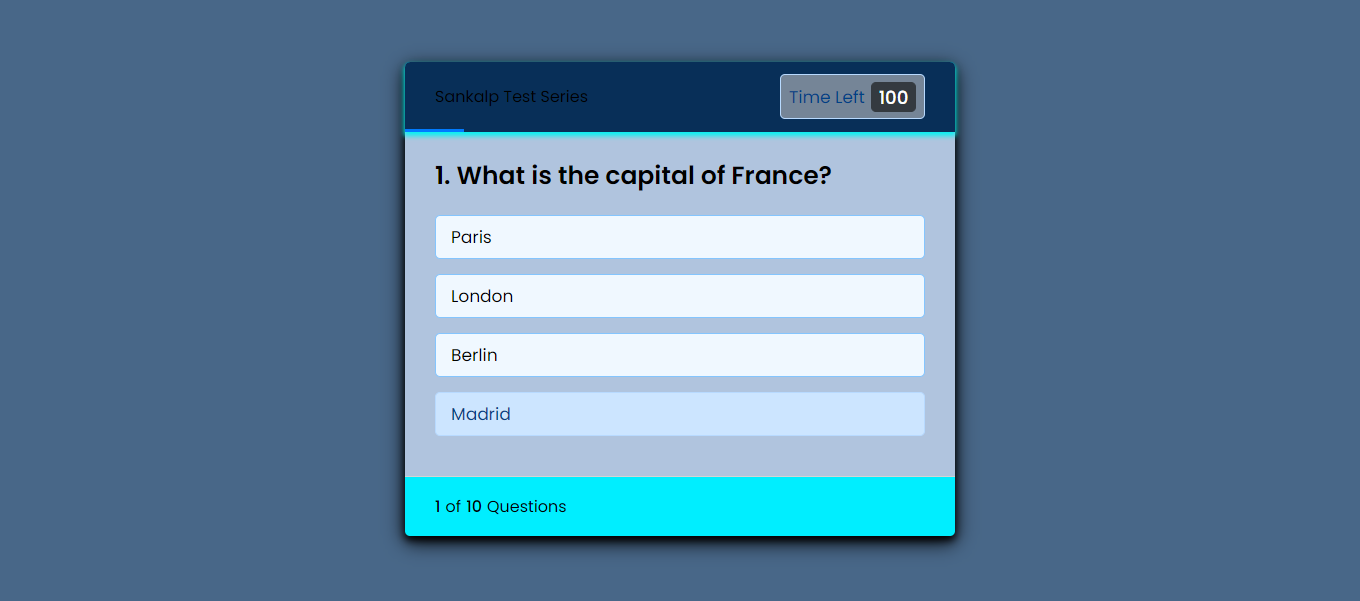 Sankalp Test Series
Time Left 100
1. What is the capital of France?
Paris
London
Berlin
Madrid
1 of 10 Questions